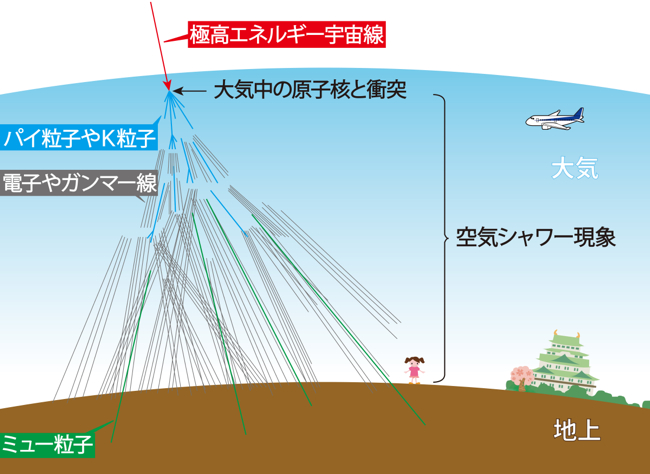 極高エネルギー宇宙線
大気中の原子核と衝突
パイ粒子やK粒子
大気
電子やガンマー線
空気シャワー現象
ミュー粒子
地上